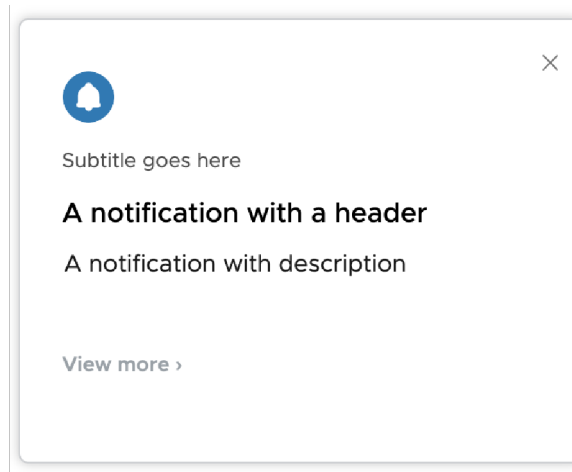 Subtitle goes here
A notification with a header
A notification with description
View more ›